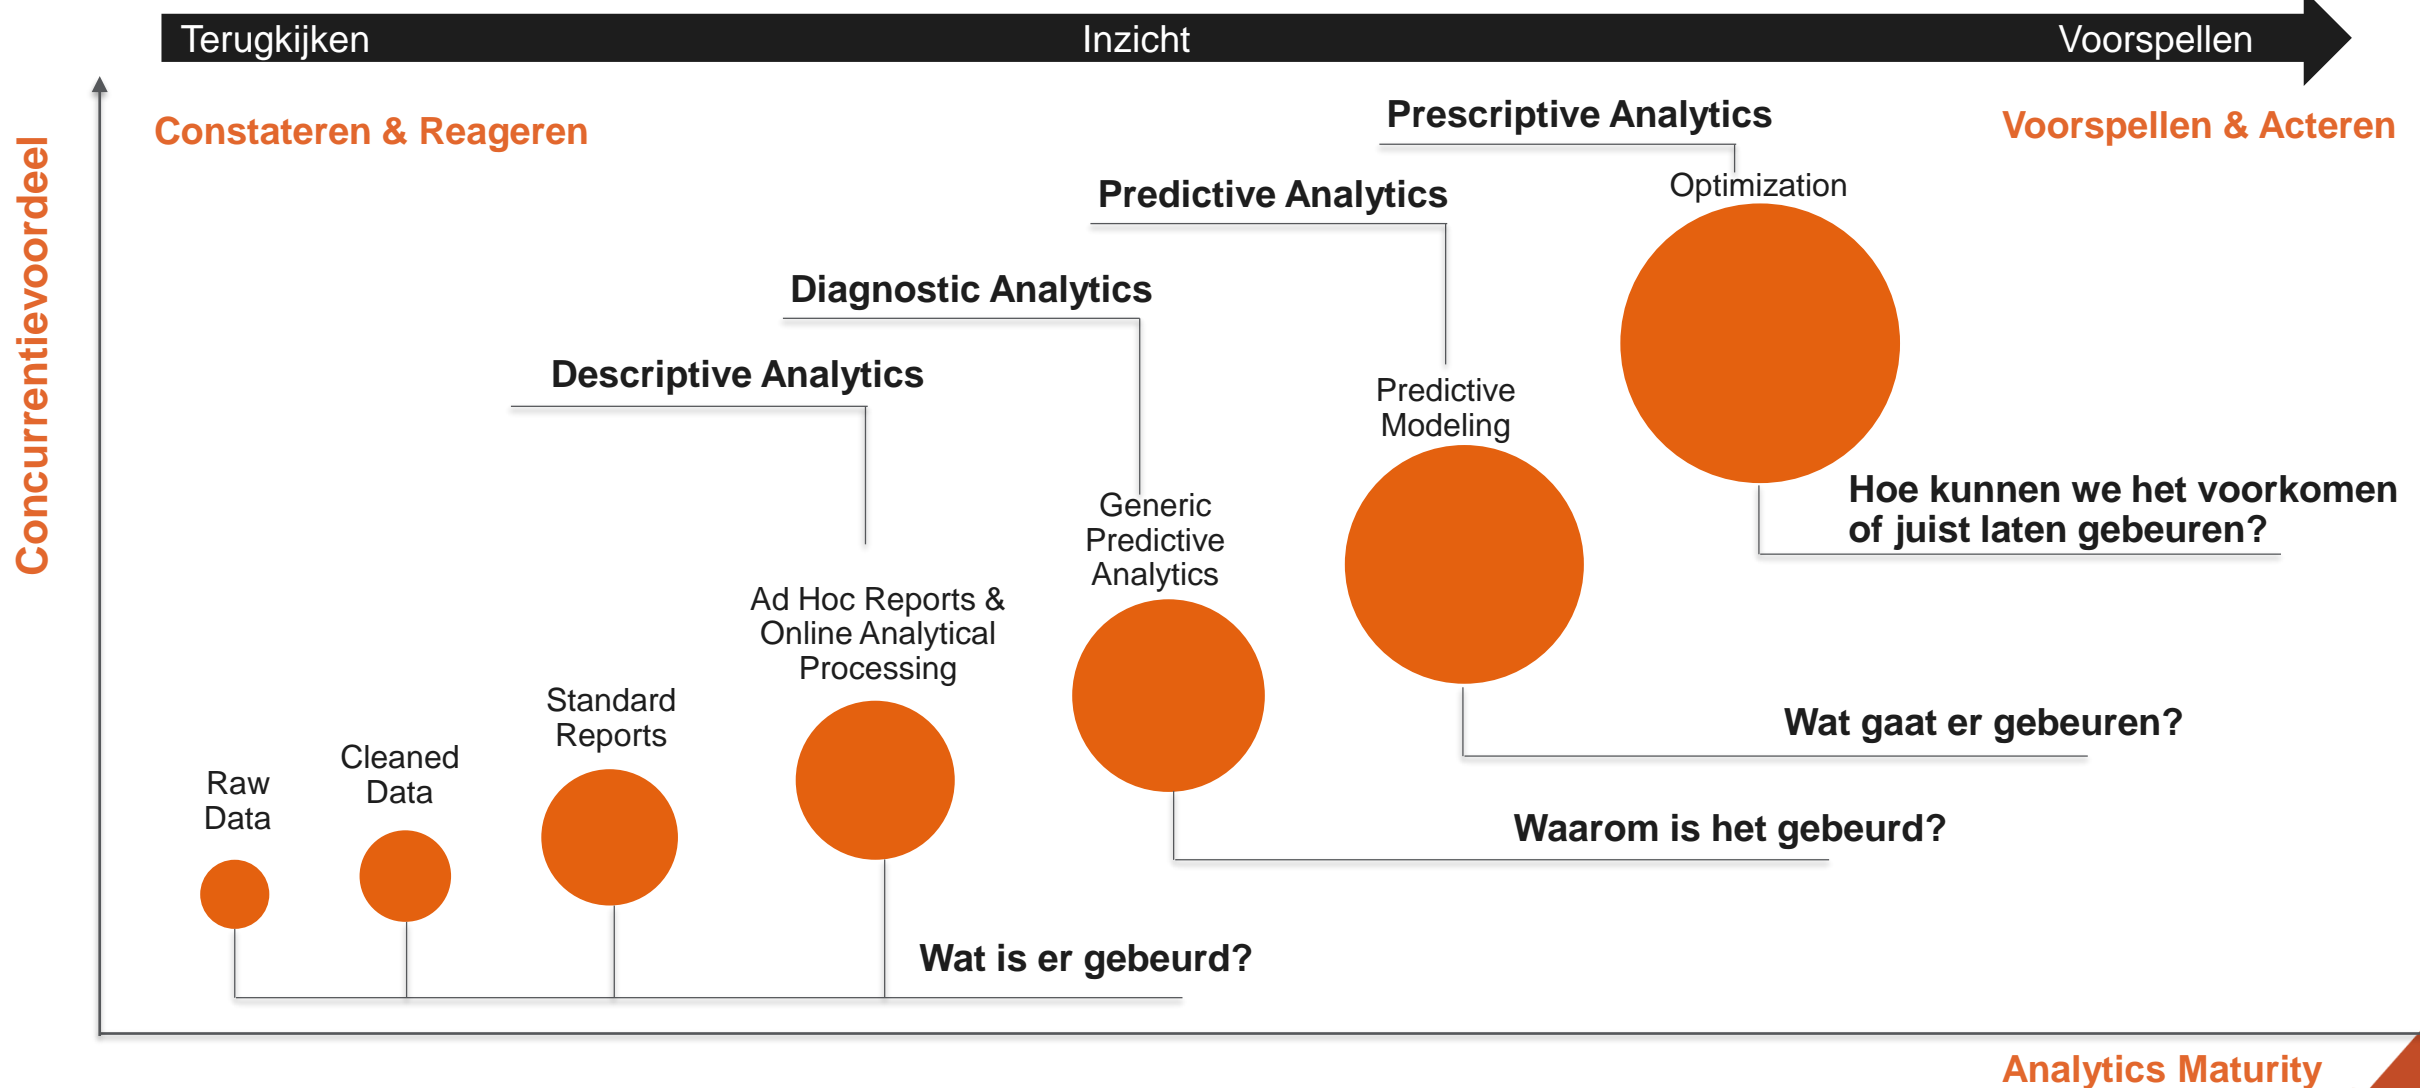 Terugkijken
Inzicht
Voorspellen
Constateren & Reageren
Prescriptive Analytics
Voorspellen & Acteren
Concurrentievoordeel
Predictive Analytics
Optimization
Diagnostic Analytics
Descriptive Analytics
Predictive
Modeling
Hoe kunnen we het voorkomen
of juist laten gebeuren?
Generic
Predictive
Analytics
Ad Hoc Reports &
Online Analytical
Processing
Standard
Reports
Wat gaat er gebeuren?
Cleaned
Data
Raw
Data
Waarom is het gebeurd?
Wat is er gebeurd?
Analytics Maturity